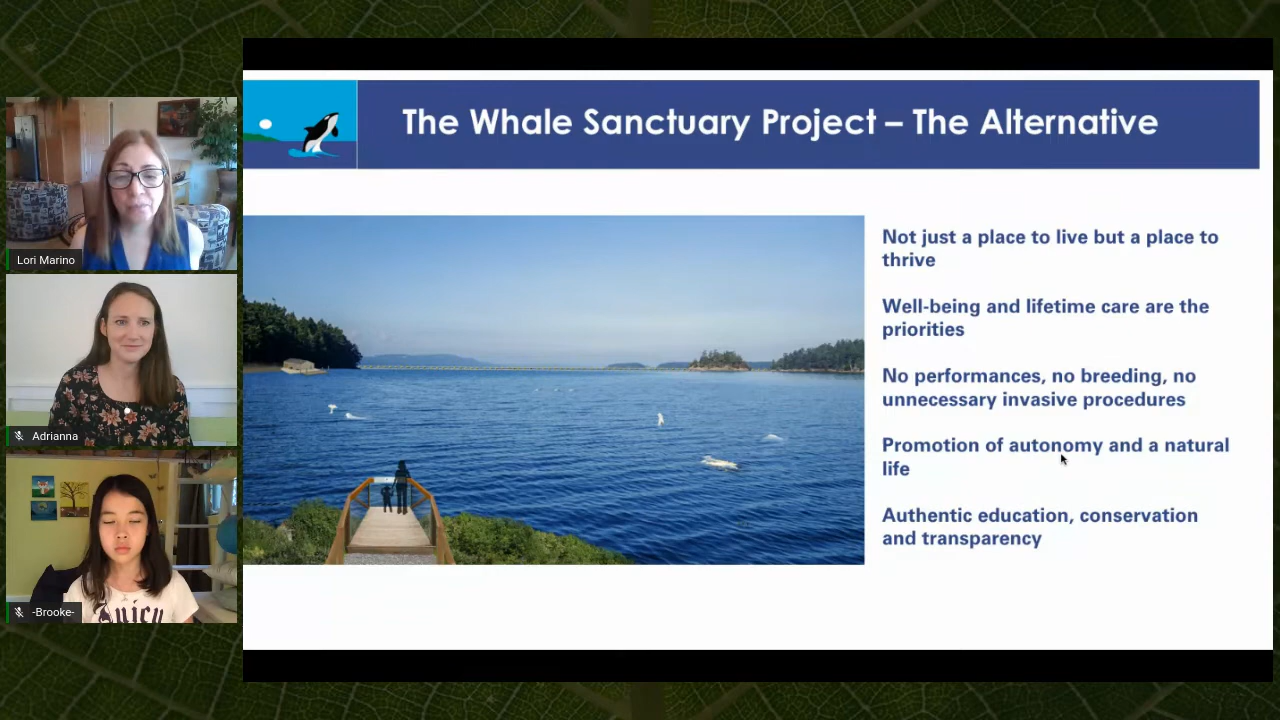 The Whale Sanctuary Project – The Alternative
Not just a place to live but a place to
thrive
Well-being and lifetime care are the
priorities
No performances, no breeding, no
unnecessary invasive procedures
Promotion of autonomy and a natural
life
Authentic education, conservation
and transparency
Lori Marino
Adrianna
Juicy
-Brooke-